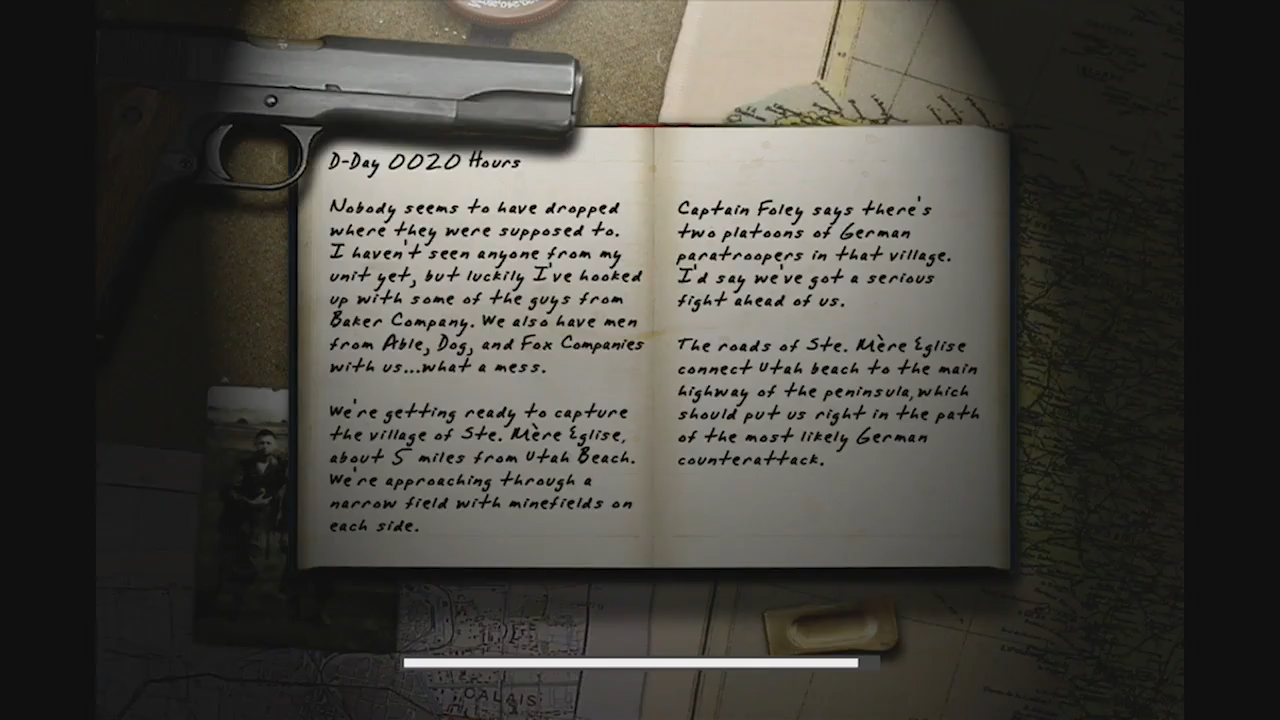 D-Day 0020 Hours
Nobody seems to have dropped
where they were supposed to.
I haven't seen anyone from my
unit yet, but luckily I've hooked
up with some of the guys from
Baker Company. We also have men
from Able, Dog, and Fox Companies
with us...what a mess.
We're getting ready to capture
the village of Ste. Mère Eglise,
about 5 miles from Utah Beach.
We're approaching through a
narrow field with minefields on
each side.
Captain Foley says there's
two platoons of German
paratroopers in that village.
I'd say we've got a serious
fight ahead of us.
The roads of Ste. Mère Eglise
connect Utah beach to the main
highway of the peninsula, which
should put us right in the path
of the most likely German
counterattack.
CALAIS